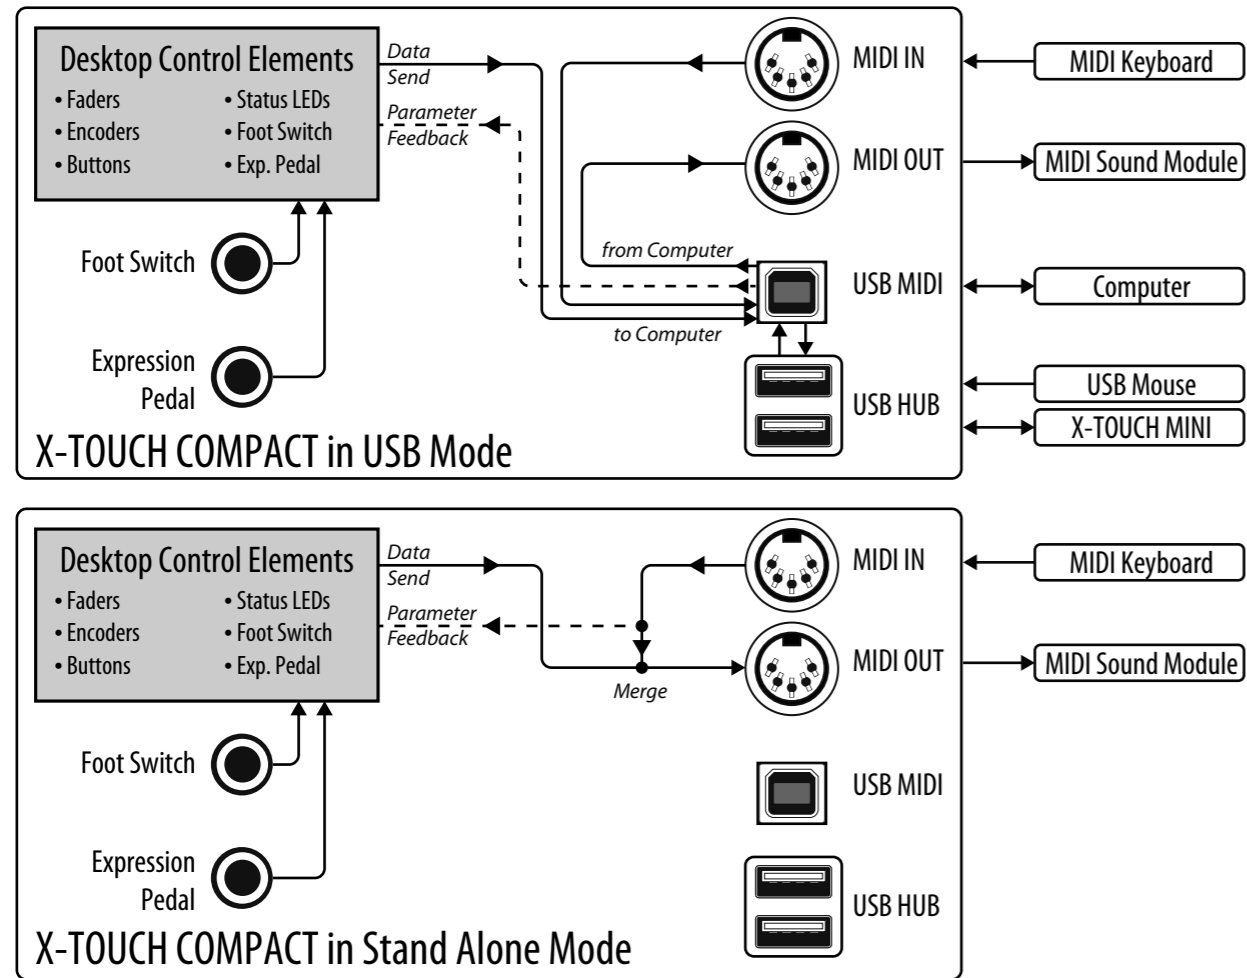 Desktop Control Elements
• Faders
• Encoders
• Buttons
• Status LEDs
• Foot Switch
• Exp. Pedal
Data
Send
Parameter
Feedback
MIDI IN
MIDI Keyboard
MIDI OUT
MIDI Sound Module
Foot Switch
from Computer
USB MIDI
Computer
to Computer
Expression
Pedal
USB HUB
USB Mouse
X-TOUCH MINI
X-TOUCH COMPACT in USB Mode
Desktop Control Elements
• Faders
• Encoders
• Buttons
• Status LEDs
• Foot Switch
• Exp. Pedal
Data
Send
Parameter
Feedback
MIDI IN
MIDI Keyboard
MIDI OUT
MIDI Sound Module
Merge
Foot Switch
USB MIDI
Expression
Pedal
USB HUB
X-TOUCH COMPACT in Stand Alone Mode